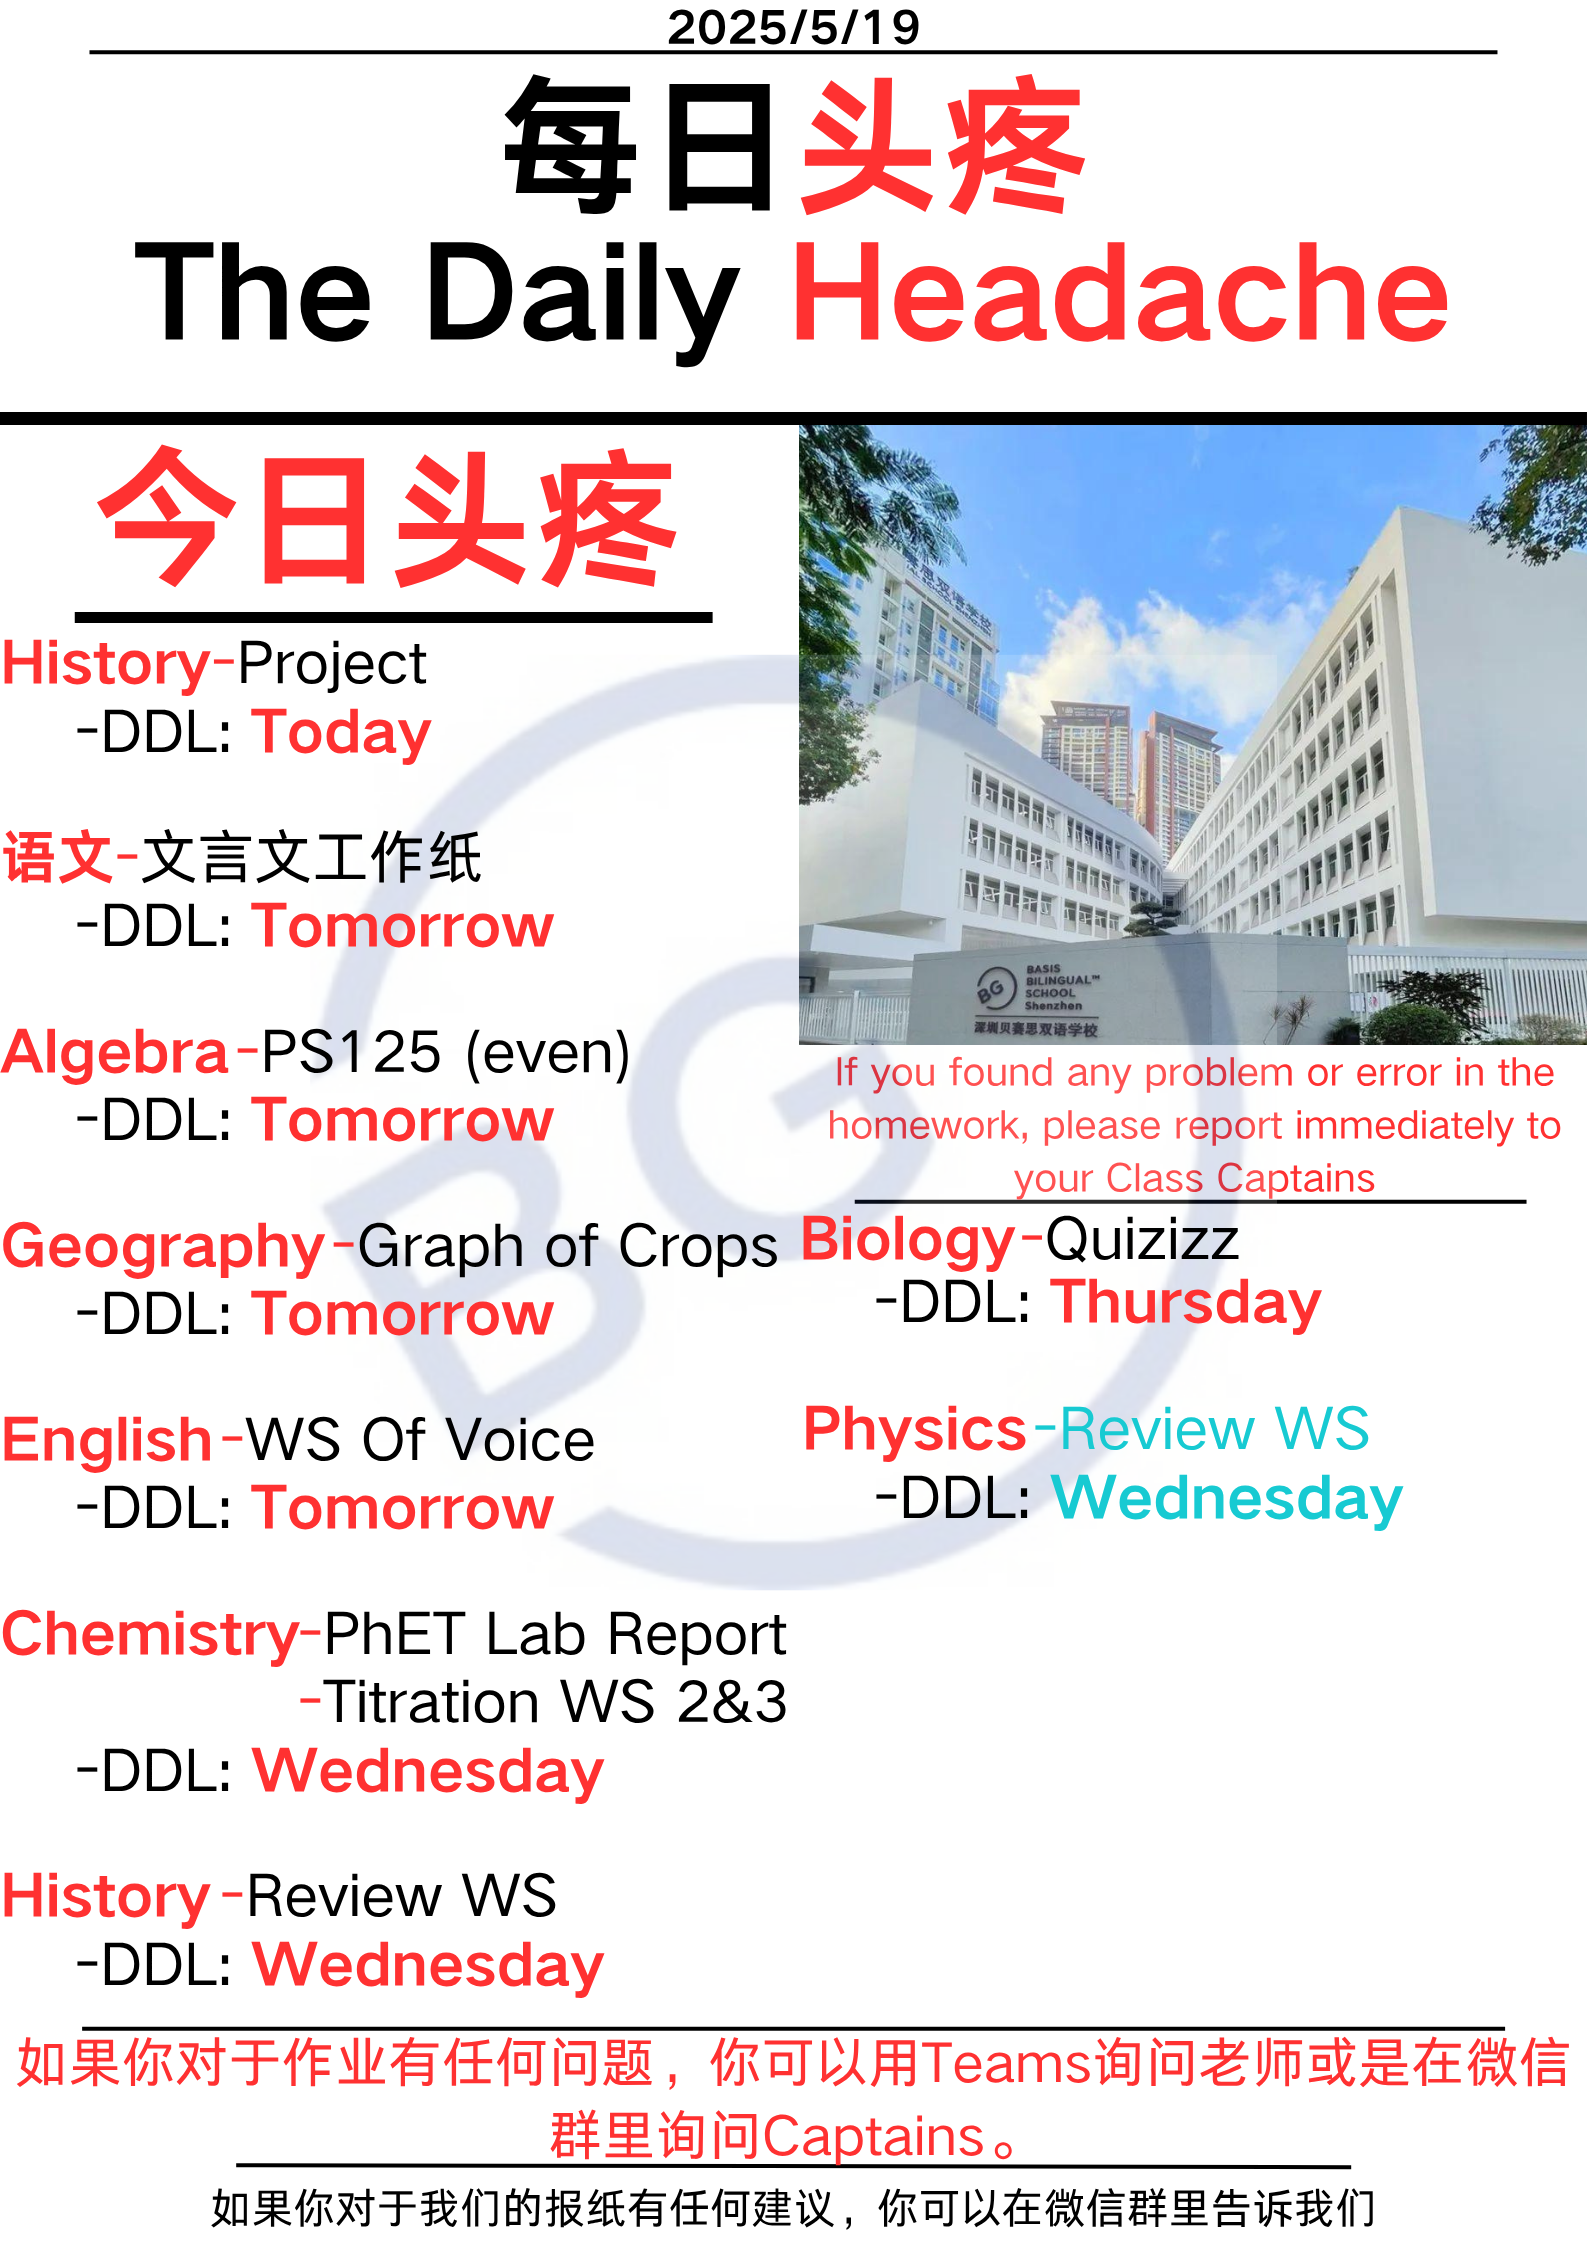 2025/5/19
每日头疼
The Daily Headache
今日头疼
History-Project
-DDL: Today
语文-文言文工作纸
-DDL: Tomorrow
Algebra-PS125 (even)
-DDL: Tomorrow
Geography-Graph of Crops
-DDL: Tomorrow
English-WS Of Voice
-DDL: Tomorrow
Chemistry-PhET Lab Report
-Titration WS 2&3
-DDL: Wednesday
History-Review WS
-DDL: Wednesday
思双语学校
BG
BASIS
BILINGUAL™
SCHOOL
Shenzhen
深圳贝赛思双语学校
If you found any problem or error in the
homework, please report immediately to
your Class Captains
Biology-Quizizz
-DDL: Thursday
Physics-Review WS
-DDL: Wednesday
BG
如果你对于作业有任何问题，你可以用Teams询问老师或是在微信
群里询问Captains。
如果你对于我们的报纸有任何建议，你可以在微信群里告诉我们